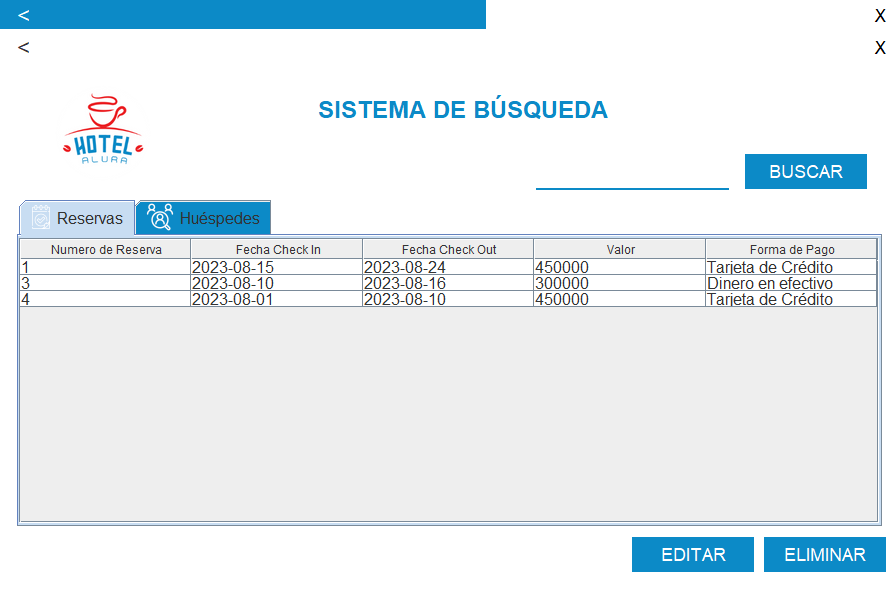 < X
< X
HOTEL
ALURA
SISTEMA DE BÚSQUEDA
BUSCAR
Reservas Huéspedes
Numero de Reserva Fecha Check In Fecha Check Out Valor Forma de Pago
1 2023-08-15 2023-08-24 450000 Tarjeta de Crédito
3 2023-08-10 2023-08-16 300000 Dinero en efectivo
4 2023-08-01 2023-08-10 450000 Tarjeta de Crédito
EDITAR ELIMINAR